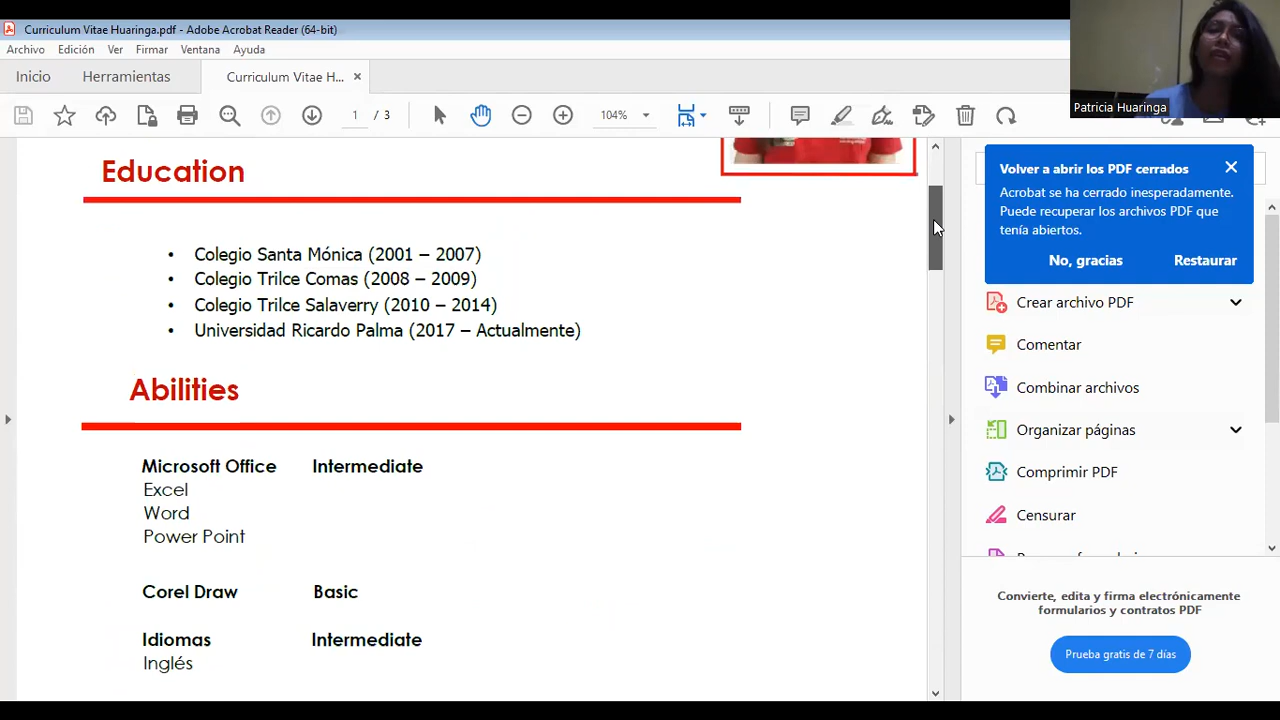 Curriculum Vitae Huaringa.pdf - Adobe Acrobat Reader (64-bit)
Archivo Edición Ver Firmar Ventana Ayuda
Inicio Herramientas Curriculum Vitae H... ×
1 / 3 104%
Patricia Huaringa
Education
Colegio Santa Mónica (2001 – 2007)
Colegio Trilce Comas (2008 – 2009)
Colegio Trilce Salaverry (2010 – 2014)
Universidad Ricardo Palma (2017 – Actualmente)
Abilities
Microsoft Office Intermediate
Excel
Word
Power Point
Corel Draw Basic
Idiomas Intermediate
Inglés
Volver a abrir los PDF cerrados
Acrobat se ha cerrado inesperadamente.
Puede recuperar los archivos PDF que
tenía abiertos.
No, gracias Restaurar
Crear archivo PDF
Comentar
Combinar archivos
Organizar páginas
Comprimir PDF
Censurar
Convierte, edita y firma electrónicamente
formularios y contratos PDF
Prueba gratis de 7 días